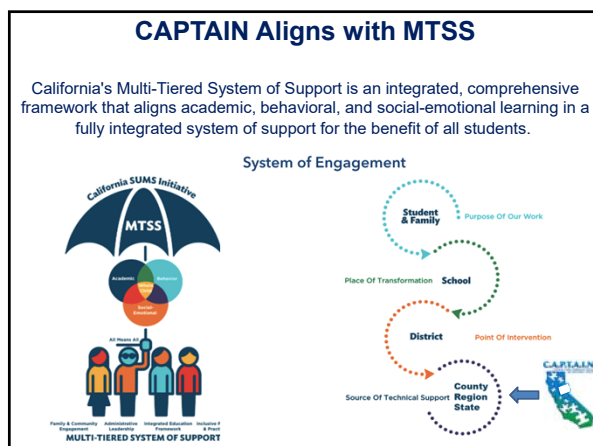 CAPTAIN Aligns with MTSS
California's Multi-Tiered System of Support is an integrated, comprehensive
framework that aligns academic, behavioral, and social-emotional learning in a
fully integrated system of support for the benefit of all students.
System of Engagement
California SUMS Initiative
MTSS
Academic
Behavior
Whole
Child
Social-
Emotional
All Means All
Family & Community
Engagement
Administrative
Leadership
Integrated Education
Framework
Inclusive P
& Practi
MULTI-TIERED SYSTEM OF SUPPORT
Student
& Family
Purpose Of Our Work
Place Of Transformation
School
District
Point Of Intervention
Source Of Technical Support
County
Region
State
C.A.P.T.A.I.N